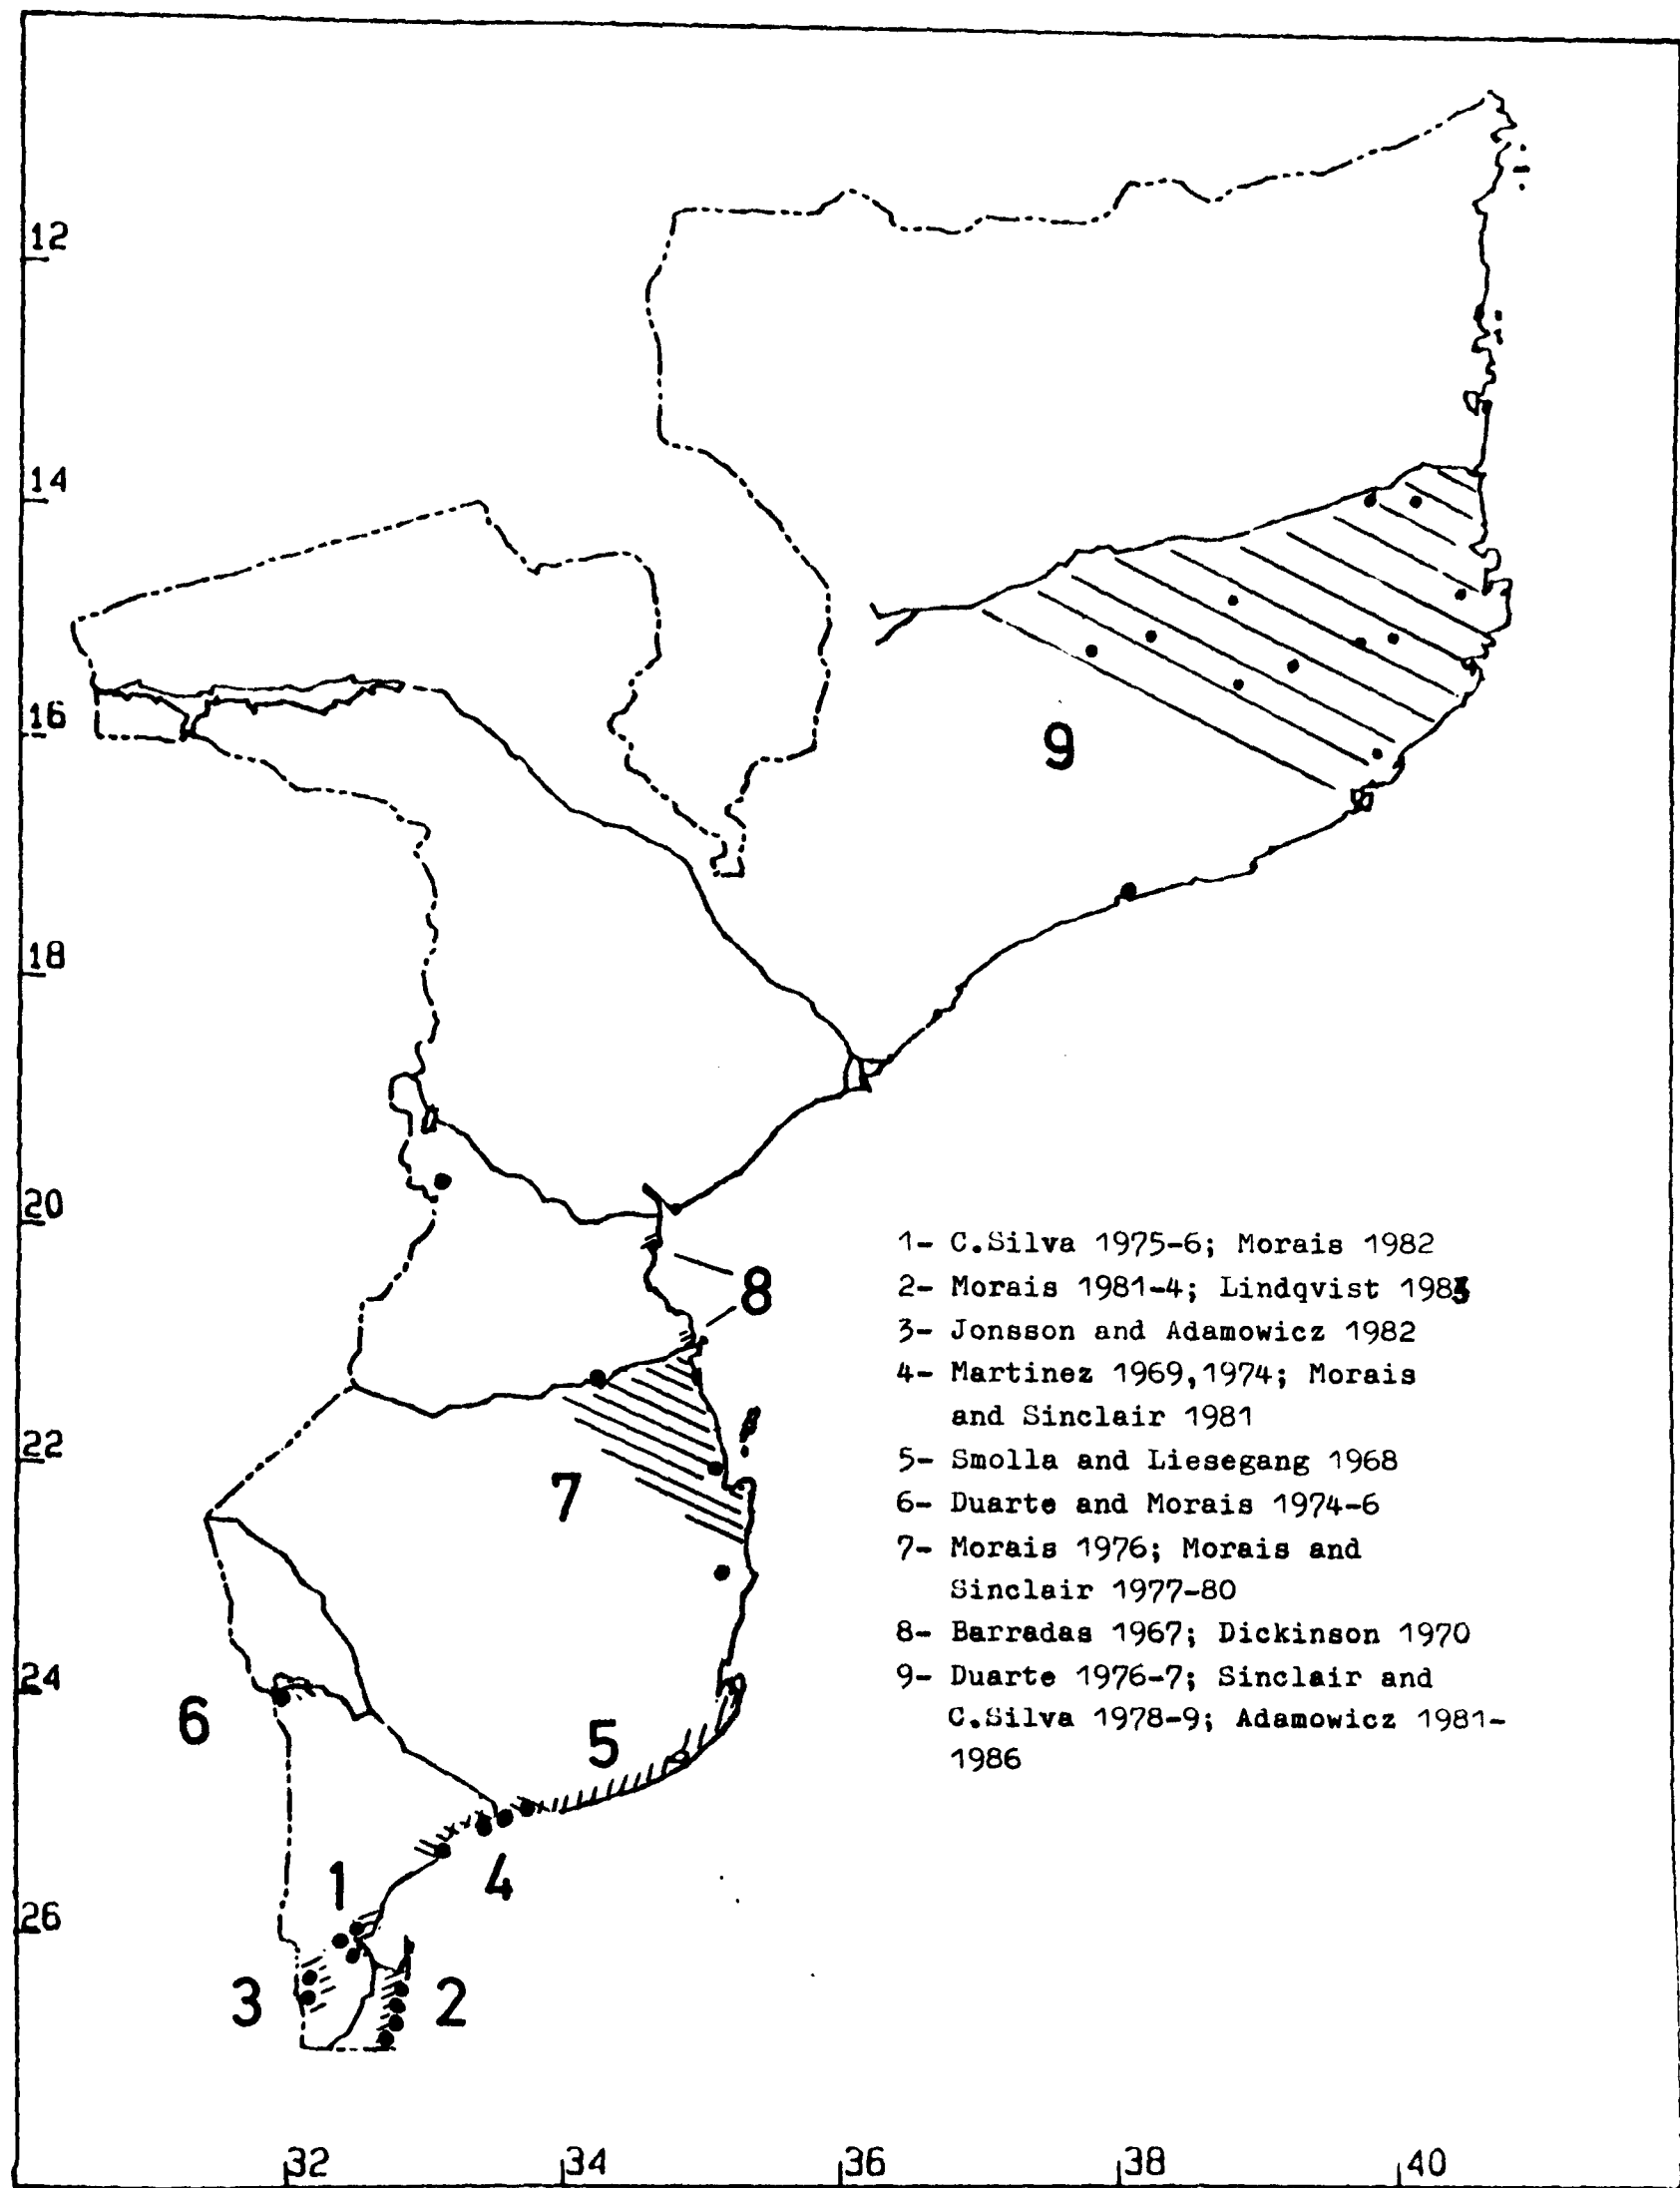 12
14
16
9
18
20
1- C.Silva 1975-6; Morais 1982
8
2- Morais 1981-4; Lindqvist 1983
3- Jonsson and Adamowicz 1982
4- Martinez 1969,1974; Morais
and Sinclair 1981
22
5- Smolla and Liesegang 1968
7
6- Duarte and Morais 1974-6
7- Morais 1976; Morais and
Sinclair 1977-80
8- Barradas 1967; Dickinson 1970
24
9- Duarte 1976-7; Sinclair and
6
C.Silva 1978-9; Adamowicz 1981-
5
1986
1
4
26
3
2
32 34 36 38 40